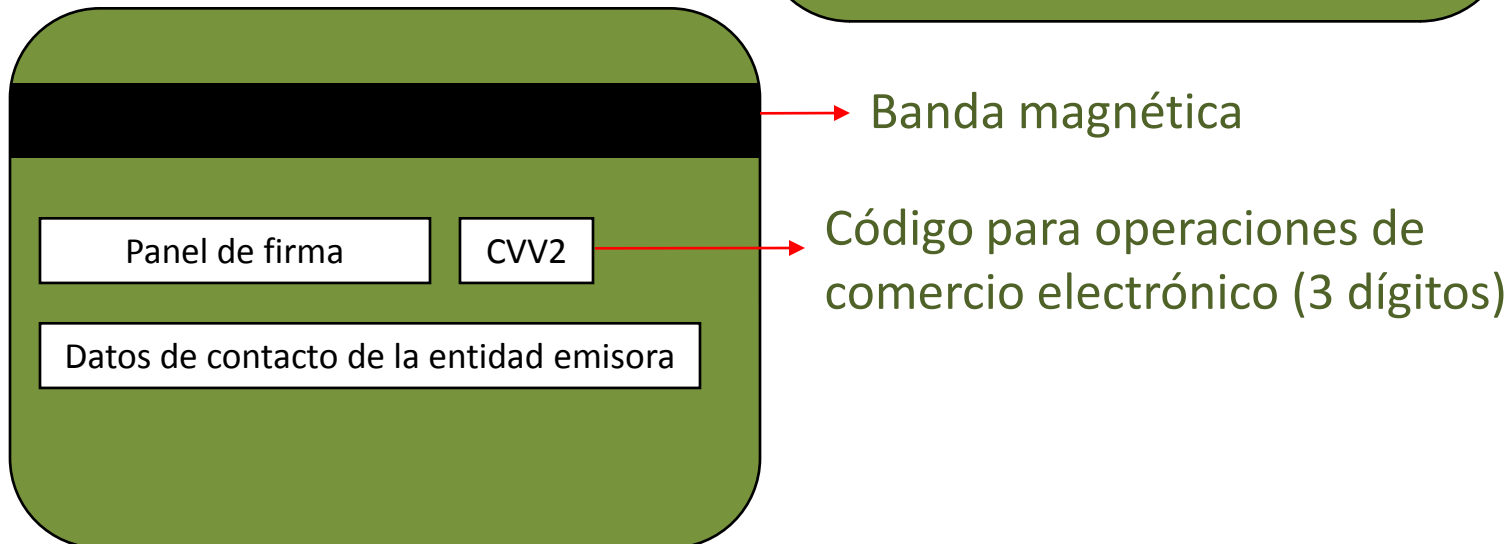 Banda magnética
Panel de firma
CVV2
Código para operaciones de
comercio electrónico (3 dígitos)
Datos de contacto de la entidad emisora